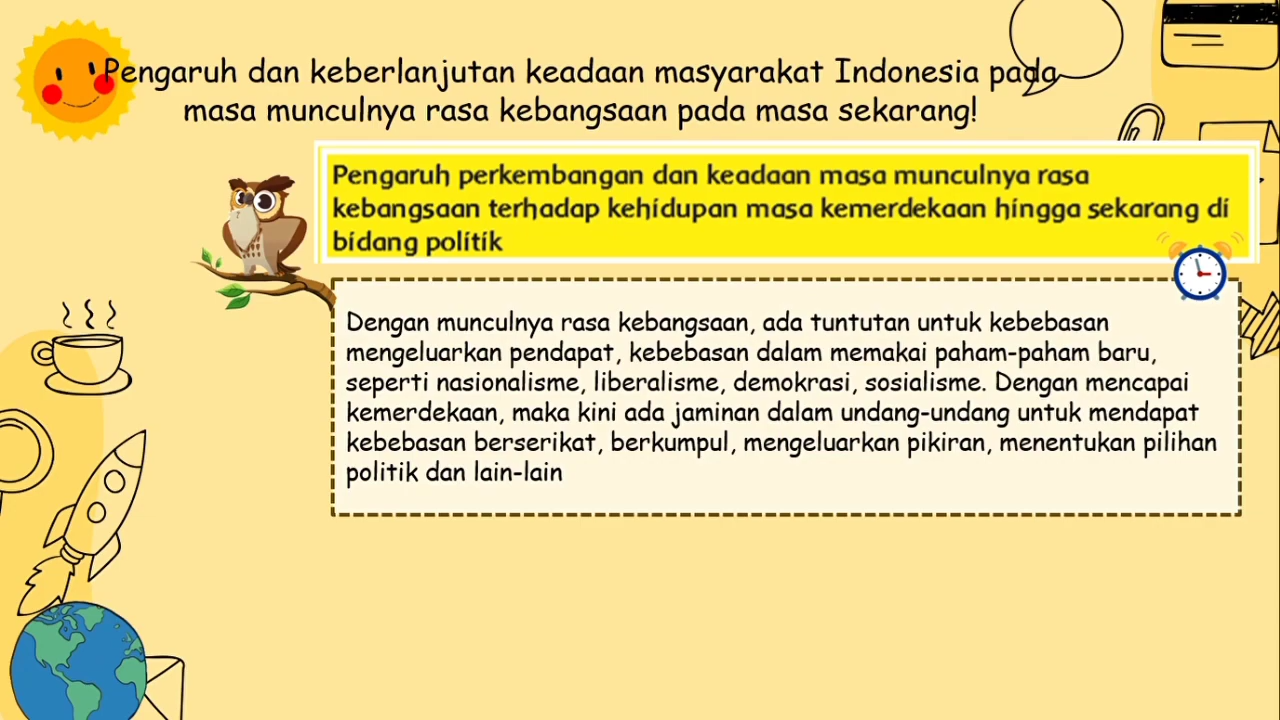 Pengaruh dan keberlanjutan keadaan masyarakat Indonesia pada
masa munculnya rasa kebangsaan pada masa sekarang!
Pengaruh perkembangan dan keadaan masa munculnya rasa
kebangsaan terhadap kehidupan masa kemerdekaan hingga sekarang di
bidang politik
Dengan munculnya rasa kebangsaan, ada tuntutan untuk kebebasan
mengeluarkan pendapat, kebebasan dalam memakai paham-paham baru,
seperti nasionalisme, liberalisme, demokrasi, sosialisme. Dengan mencapai
kemerdekaan, maka kini ada jaminan dalam undang-undang untuk mendapat
kebebasan berserikat, berkumpul, mengeluarkan pikiran, menentukan pilihan
politik dan lain-lain